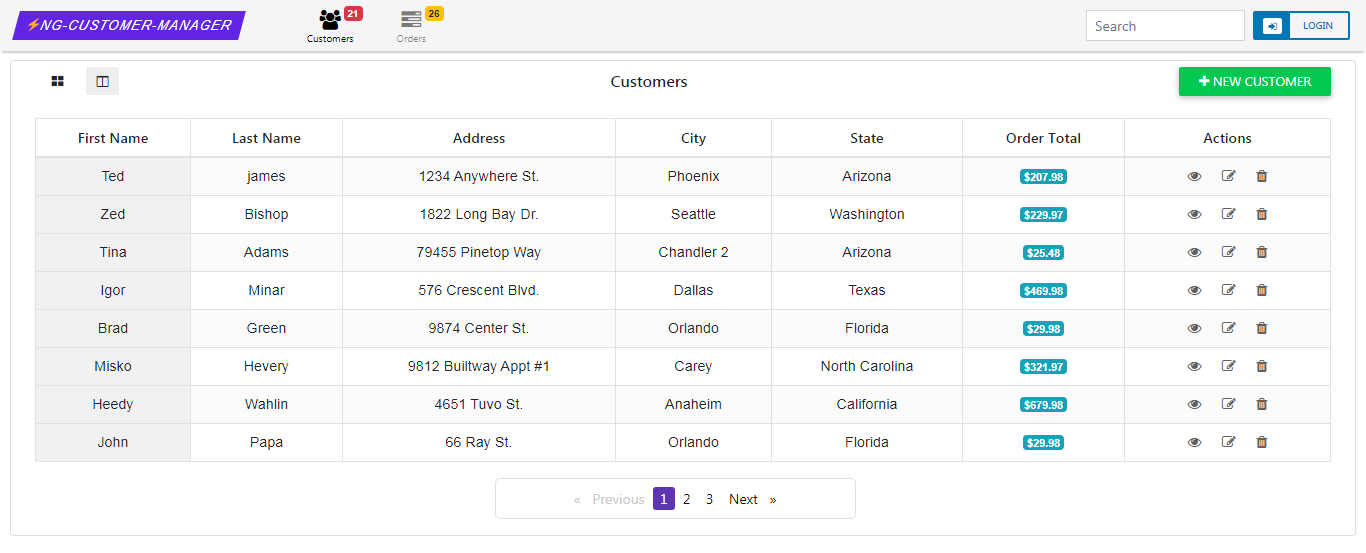 ⚡NG-CUSTOMER-MANAGER
21
Customers
26
Orders
Search
LOGIN
Customers
NEW CUSTOMER
First Name Last Name Address City State Order Total Actions
Ted james 1234 Anywhere St. Phoenix Arizona $207.98
Zed Bishop 1822 Long Bay Dr. Seattle Washington $229.97
Tina Adams 79455 Pinetop Way Chandler 2 Arizona $25.48
Igor Minar 576 Crescent Blvd. Dallas Texas $469.98
Brad Green 9874 Center St. Orlando Florida $29.98
Misko Hevery 9812 Builtway Appt #1 Carey North Carolina $321.97
Heedy Wahlin 4651 Tuvo St. Anaheim California $679.98
John Papa 66 Ray St. Orlando Florida $29.98
« Previous 1 2 3 Next »